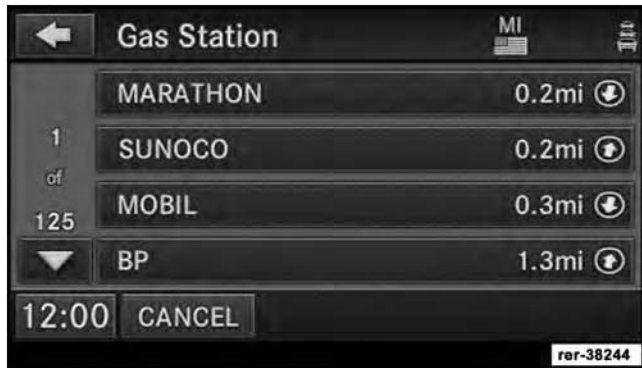 Gas Station MI
MARATHON 0.2mi
1
SUNOCO 0.2mi
of
MOBIL 0.3mi
125
BP 1.3mi
12:00 CANCEL
rer-38244